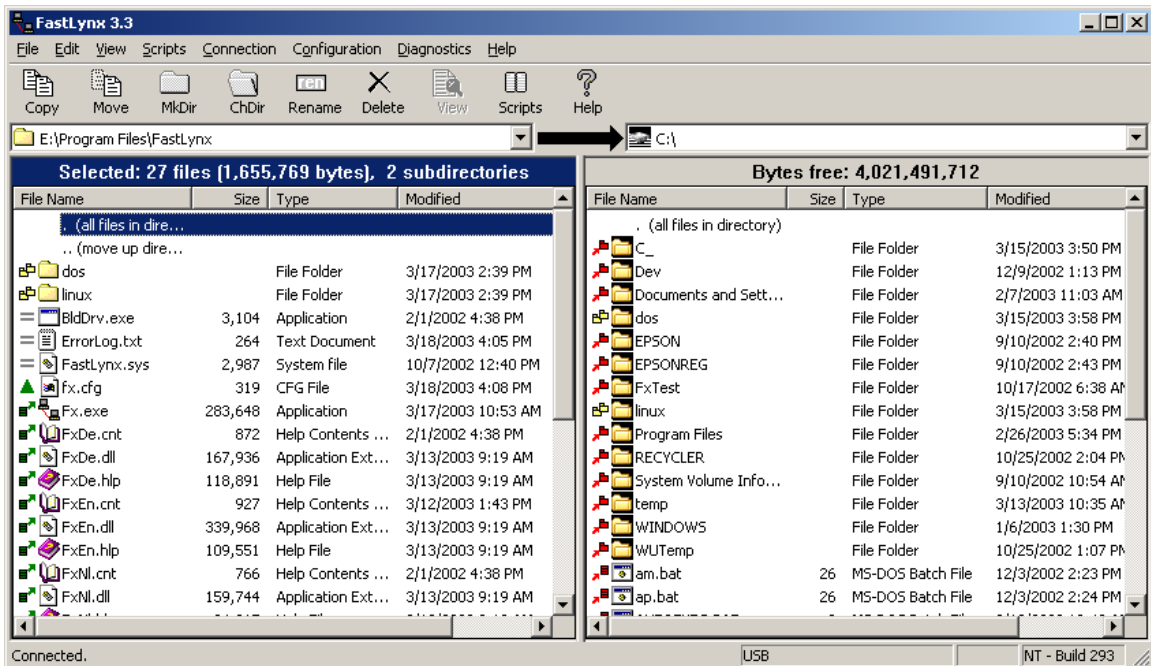 FastLynx 3.3
File Edit View Scripts Connection Configuration Diagnostics Help
Copy Move MkDir ChDir ren Rename Delete View Scripts Help
E:\Program Files\FastLynx C:\
Selected: 27 files (1,655,769 bytes), 2 subdirectories
File Name Size Type Modified
. (all files in dire...
.. (move up dire...
dos File Folder 3/17/2003 2:39 PM
linux File Folder 3/17/2003 2:39 PM
BldDrv.exe 3,104 Application 2/1/2002 4:38 PM
ErrorLog.txt 264 Text Document 3/18/2003 4:05 PM
FastLynx.sys 2,987 System file 10/7/2002 12:40 PM
fx.cfg 319 CFG File 3/18/2003 4:08 PM
Fx.exe 283,648 Application 3/17/2003 10:53 AM
FxDe.cnt 872 Help Contents ... 2/1/2002 4:38 PM
FxDe.dll 167,936 Application Ext... 3/13/2003 9:19 AM
FxDe.hlp 118,891 Help File 3/13/2003 9:19 AM
FxEn.cnt 927 Help Contents ... 3/12/2003 1:43 PM
FxEn.dll 339,968 Application Ext... 3/13/2003 9:19 AM
FxEn.hlp 109,551 Help File 3/13/2003 9:19 AM
FxNl.cnt 766 Help Contents ... 2/1/2002 4:38 PM
FxNl.dll 159,744 Application Ext... 3/13/2003 9:19 AM
Bytes free: 4,021,491,712
File Name Size Type Modified
. (all files in directory)
C_ File Folder 3/15/2003 3:50 PM
Dev File Folder 12/9/2002 1:13 PM
Documents and Sett... File Folder 2/7/2003 11:03 AM
dos File Folder 3/15/2003 3:58 PM
EPSON File Folder 9/10/2002 2:40 PM
EPSONREG File Folder 9/10/2002 2:43 PM
FxTest File Folder 10/17/2002 6:38 AM
linux File Folder 3/15/2003 3:58 PM
Program Files File Folder 2/26/2003 5:34 PM
RECYCLER File Folder 10/25/2002 2:04 PM
System Volume Info... File Folder 9/10/2002 10:54 AM
temp File Folder 3/13/2003 10:35 AM
WINDOWS File Folder 1/6/2003 1:30 PM
WUTemp File Folder 10/25/2002 1:07 PM
am.bat 26 MS-DOS Batch File 12/3/2002 2:23 PM
ap.bat 26 MS-DOS Batch File 12/3/2002 2:24 PM
Connected. USB NT - Build 293